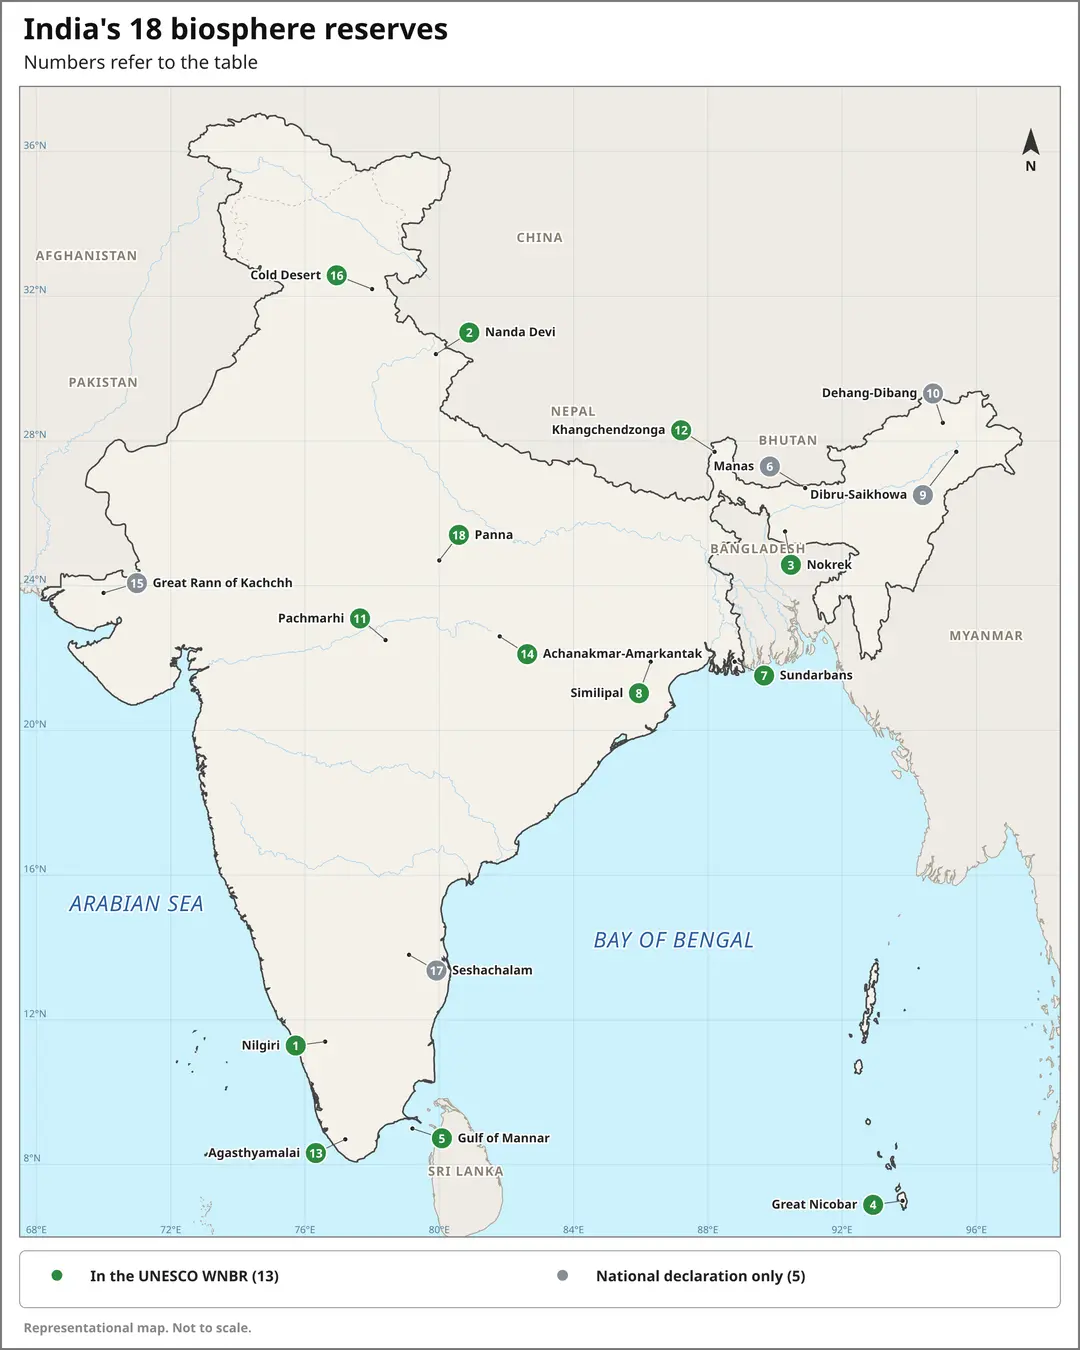 India's 18 biosphere reserves
Numbers refer to the table
36°N
N
CHINA
AFGHANISTAN
Cold Desert 16
32°N
2 Nanda Devi
PAKISTAN
Dehang-Dibang 10
NEPAL
Khangchendzonga 12
28°N
BHUTAN
Manas 6
Dibru-Saikhowa 9
18 Panna
BANGLADESH
3 Nokrek
24°N
15 Great Rann of Kachchh
Pachmarhi 11
MYANMAR
14 Achanakmar-Amarkantak
7 Sundarbans
Similipal 8
20°N
16°N
ARABIAN SEA
BAY OF BENGAL
17 Seshachalam
12°N
Nilgiri 1
5 Gulf of Mannar
Agasthyamalai 13
8°N
SRI LANKA
Great Nicobar 4
68°E 72°E 76°E 80°E 84°E 88°E 92°E 96°E
In the UNESCO WNBR (13)
National declaration only (5)
Representational map. Not to scale.